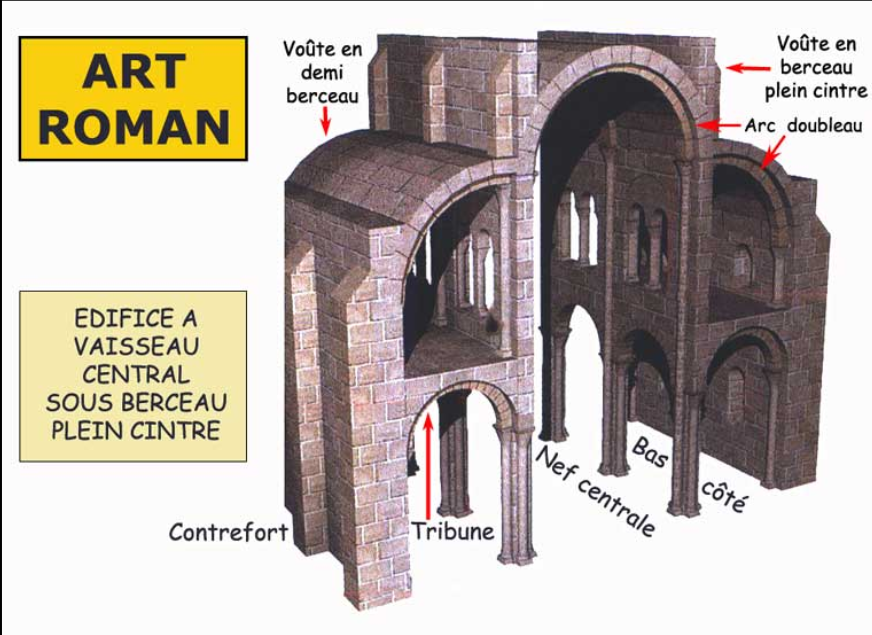 ART
ROMAN
Voûte en
demi
berceau
Voûte en
berceau
plein cintre
Arc doubleau
EDIFICE A
VAISSEAU
CENTRAL
SOUS BERCEAU
PLEIN CINTRE
Contrefort
Tribune
Nef centrale
Bas côté